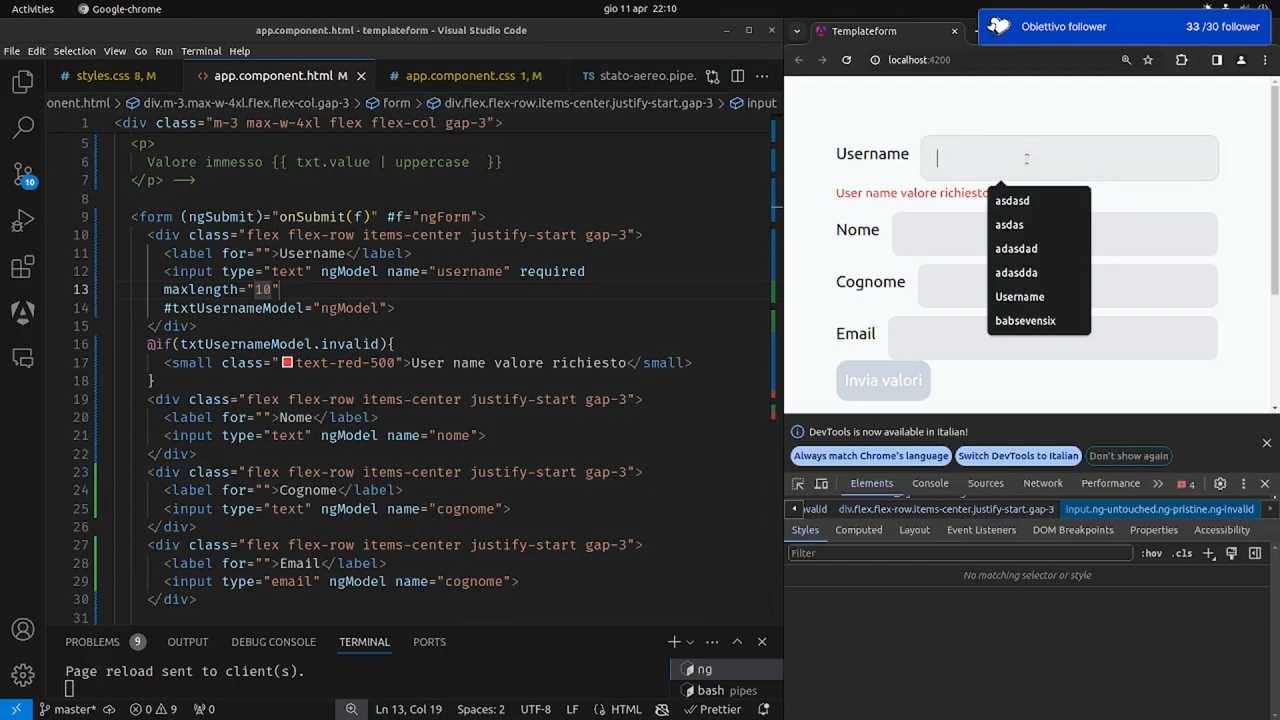 Activities
Google-chrome
gio 11 apr 22:10
app.component.html - templateform - Visual Studio Code
File Edit Selection View Go Run Terminal Help
styles.css 8, M
app.component.html M
app.component.css 1, M
TS stato-aereo.pipe.
onent.html > div.m-3.max-w-4xl.flex.flex-col.gap-3 > form > div.flex.flex-row.items-center.justify-start.gap-3 > input
1 <div class="m-3 max-w-4xl flex flex-col gap-3">
5 <p>
6 Valore immesso {{ txt.value | uppercase }}
7 </p> -->
8
9 <form (ngSubmit)="onSubmit(f)" #f="ngForm">
10 <div class="flex flex-row items-center justify-start gap-3">
11 <label for="">Username</label>
12 <input type="text" ngModel name="username" required
13 maxlength="10"
14 #txtUsernameModel="ngModel">
15 </div>
16 @if(txtUsernameModel.invalid){
17 <small class="text-red-500">User name valore richiesto</small>
18 }
19 <div class="flex flex-row items-center justify-start gap-3">
20 <label for="">Nome</label>
21 <input type="text" ngModel name="nome">
22 </div>
23 <div class="flex flex-row items-center justify-start gap-3">
24 <label for="">Cognome</label>
25 <input type="text" ngModel name="cognome">
26 </div>
27 <div class="flex flex-row items-center justify-start gap-3">
28 <label for="">Email</label>
29 <input type="email" ngModel name="cognome">
30 </div>
31
10
PROBLEMS 9 OUTPUT DEBUG CONSOLE TERMINAL PORTS
Page reload sent to client(s).
ng
bash pipes
master* 0 9 0 Ln 13, Col 19 Spaces: 2 UTF-8 LF HTML Prettier
Obiettivo follower 33 /30 follower
Templateform
localhost:4200
Username
User name valore richiesto
asdasd
asdas
adasdad
adasdda
Username
babsevensix
Nome
Cognome
Email
Invia valori
DevTools is now available in Italian!
Always match Chrome's language Switch DevTools to Italian Don't show again
Elements Console Sources Network Performance 4
nvalid div.flex.flex-row.items-center.justify-start.gap-3 input.ng-untouched.ng-pristine.ng-invalid
Styles Computed Layout Event Listeners DOM Breakpoints Properties Accessibility
Filter :hov .cls
No matching selector or style